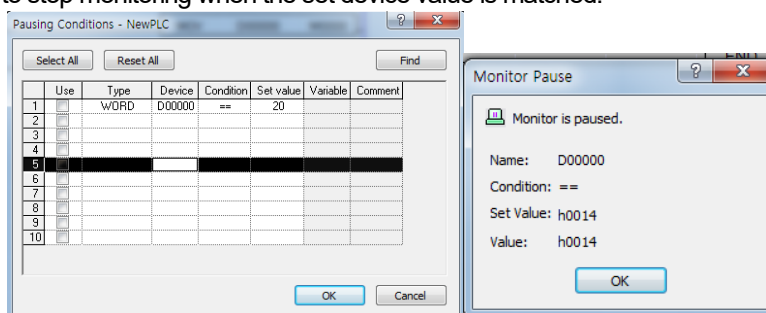 to stop monitoring when the set device value is matched.
Pausing Conditions - NewPLC
Select All Reset All Find
Use Type Device Condition Set value Variable Comment
1 WORD D00000 == 20
2
3
4
5
6
7
8
9
10
OK Cancel
END
Monitor Pause
Monitor is paused.
Name: D00000
Condition: ==
Set Value: h0014
Value: h0014
OK